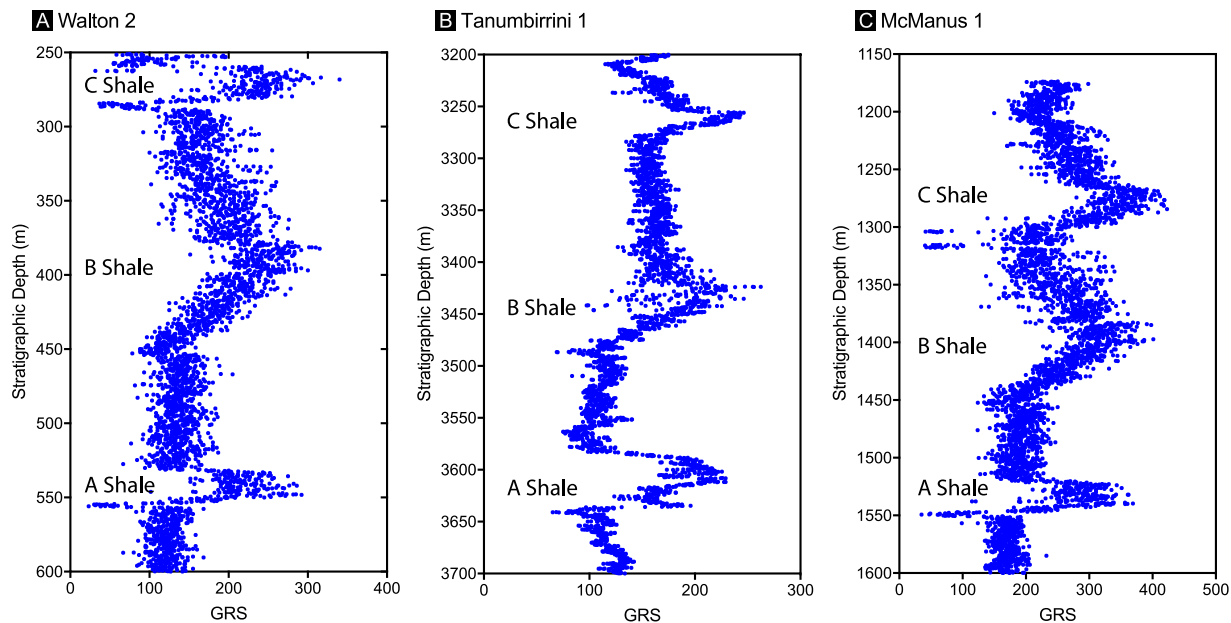 A Walton 2
Stratigraphic Depth (m)
250
300
350
400
450
500
550
600
C Shale
B Shale
A Shale
0
100
200
300
400
GRS
B Tanumbirrini 1
Stratigraphic Depth (m)
3200
3250
3300
3350
3400
3450
3500
3550
3600
3650
3700
C Shale
B Shale
A Shale
0
100
200
300
GRS
C McManus 1
Stratigraphic Depth (m)
1150
1200
1250
1300
1350
1400
1450
1500
1550
1600
C Shale
B Shale
A Shale
0
100
200
300
400
500
GRS